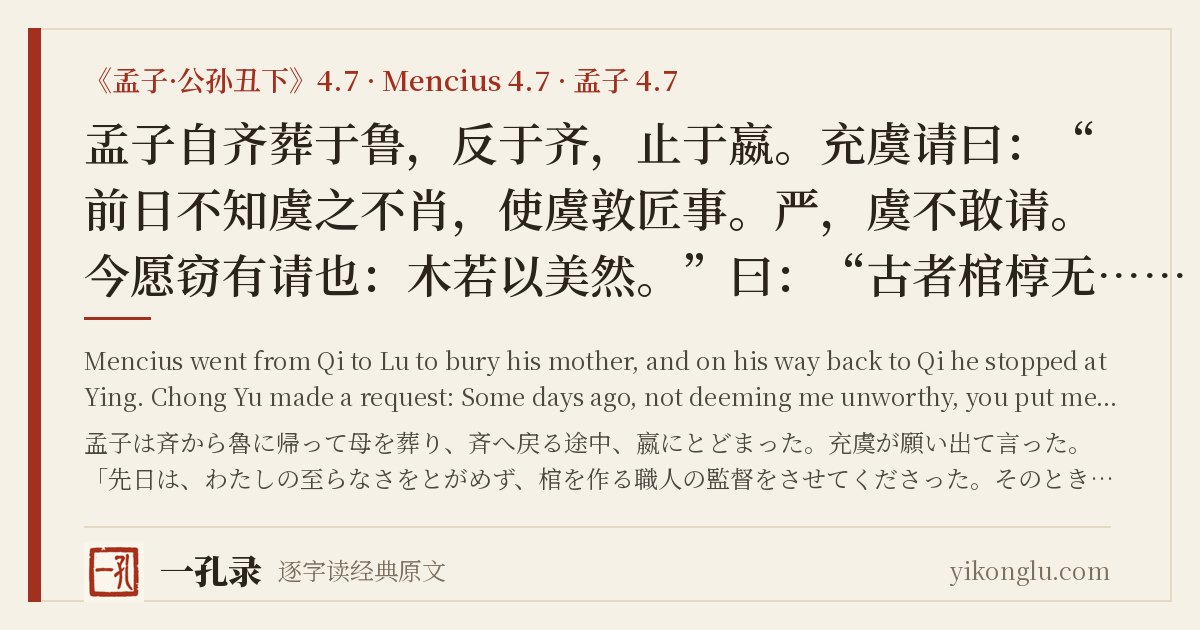 《孟子·公孙丑下》4.7 · Mencius 4.7 · 孟子 4.7
孟子自齐葬于鲁，反于齐，止于嬴。充虞请曰：“
前日不知虞之不肖，使虞敦匠事。严，虞不敢请。
今愿窃有请也：木若以美然。”曰：“古者棺椁无……
Mencius went from Qi to Lu to bury his mother, and on his way back to Qi he stopped at
Ying. Chong Yu made a request: Some days ago, not deeming me unworthy, you put me...
孟子は斉から魯に帰って母を葬り、斉へ戻る途中、嬴にとどまった。充虞が願い出て言った。
「先日は、わたしの至らなさをとがめず、棺を作る職人の監督をさせてくださった。そのとき…
一孔
一孔录 逐字读经典原文
yikonglu.com